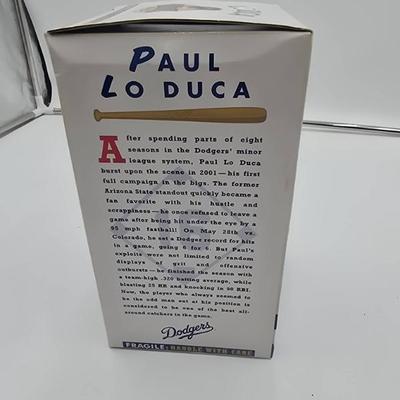 PAUL
LO DUCA
After spending parts of eight
seasons in the Dodgers' minor
league system, Paul Lo Duca
burst upon the scene in 2001—his first
full campaign in the bigs. The former
Arizona State standout quickly became a
fan favorite with his hustle and
scrappiness—he once refused to leave a
game after being hit under the eye by a
95 mph fastball! On May 28th vs.
Colorado, he set a Dodger record for hits
in a game, going 6 for 6. But Paul's
exploits were not limited to random
displays of grit and offensive
outbursts—he finished the season with
a team-high .320 batting average, while
blasting 25 HR and knocking in 90 RBI.
Now, the player who always seemed to
be the odd man out at his position is
considered to be one of the best all-
around catchers in the game.
Dodgers
FRAGILE: HANDLE WITH CARE